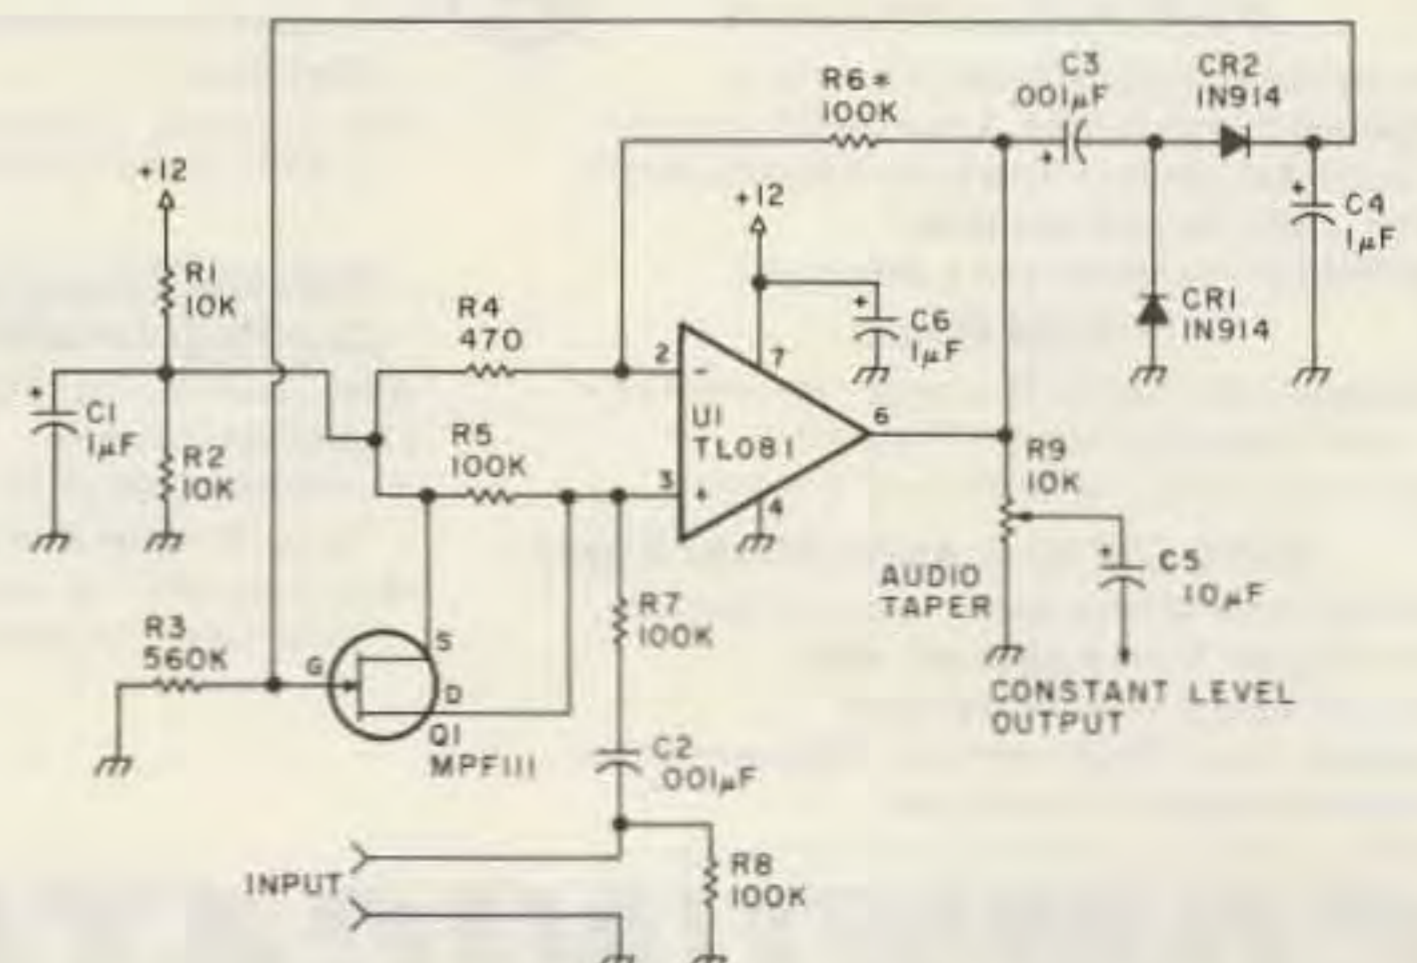 R6*
100K
C3
.001µF
CR2
1N914
+12
+12
C4
1µF
R1
10K
R4
470
CR1
1N914
C6
1µF
2
-
7
C1
1µF
R2
10K
R5
100K
U1
TL081
6
R9
10K
3
+
4
AUDIO
TAPER
C5
10µF
R3
560K
G
S
D
R7
100K
CONSTANT LEVEL
OUTPUT
Q1
MPF111
C2
.001µF
INPUT
R8
100K
+
+
+
+
+